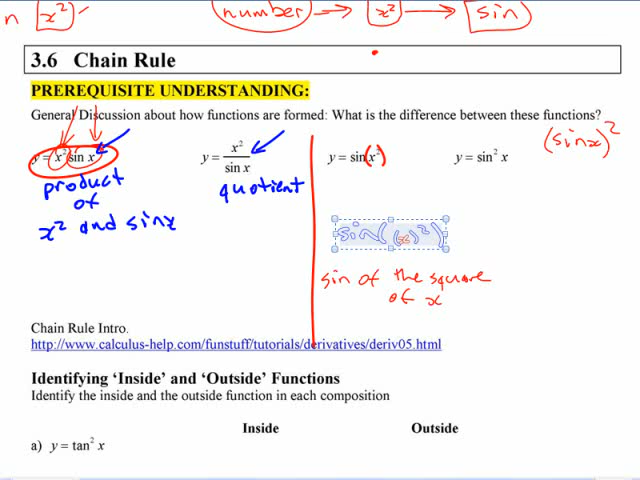 n x² number x² sin
3.6 Chain Rule
PREREQUISITE UNDERSTANDING:
General Discussion about how functions are formed: What is the difference between these functions?
y = x² sin x y = x²/sin x y = sin(x²) y = sin² x (sinx)²
product quotient
of
x² and sinx
sin((x)²)
sin of the square
of x
Chain Rule Intro.
http://www.calculus-help.com/funstuff/tutorials/derivatives/deriv05.html
Identifying ‘Inside’ and ‘Outside’ Functions
Identify the inside and the outside function in each composition
Inside Outside
a) y = tan² x